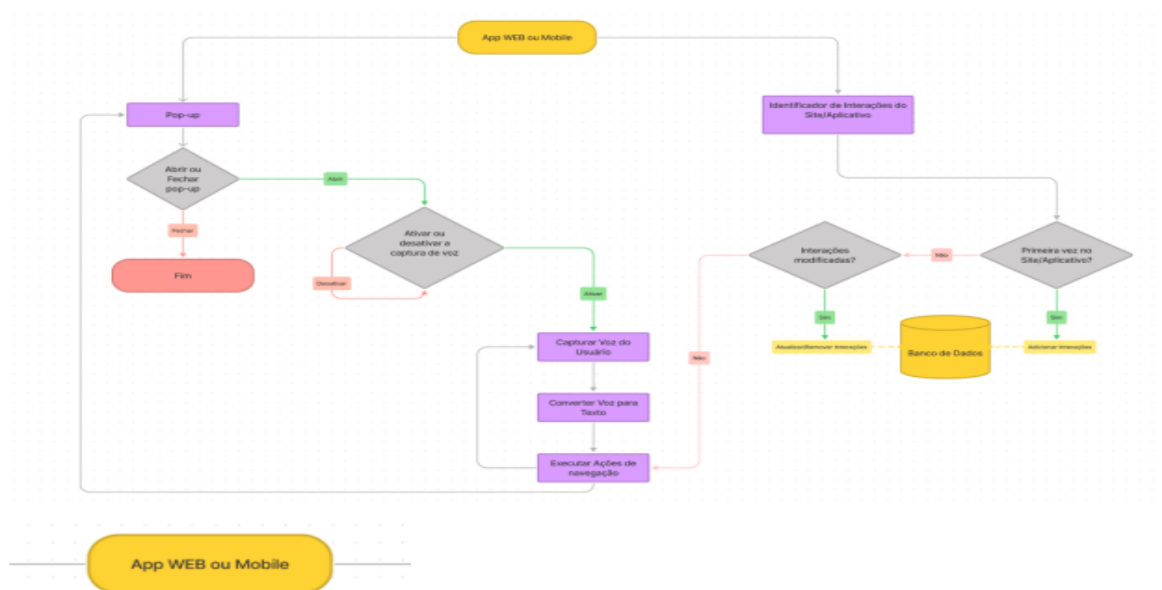 App WEB ou Mobile
Pop-up
Identificador de Interações do
Site/Aplicativo
Abrir ou
Fechar
pop-up
Abrir
Fechar
Fim
Ativar ou
desativar a
captura de voz
Desativar
Ativar
Interações
modificadas?
Não
Primeira vez no
Site/Aplicativo?
Sim
Sim
Atualizar/Remover Interações
Banco de Dados
Adicionar Interações
Não
Capturar Voz do
Usuário
Converter Voz para
Texto
Executar Ações de
navegação
App WEB ou Mobile